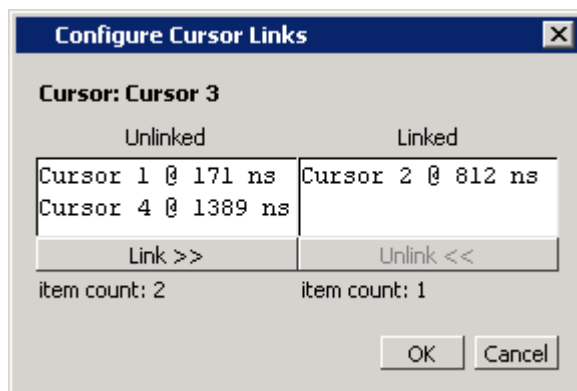 Configure Cursor Links
Cursor: Cursor 3
Unlinked
Linked
Cursor 1 @ 171 ns
Cursor 4 @ 1389 ns
Cursor 2 @ 812 ns
Link >>
Unlink <<
item count: 2
item count: 1
OK
Cancel